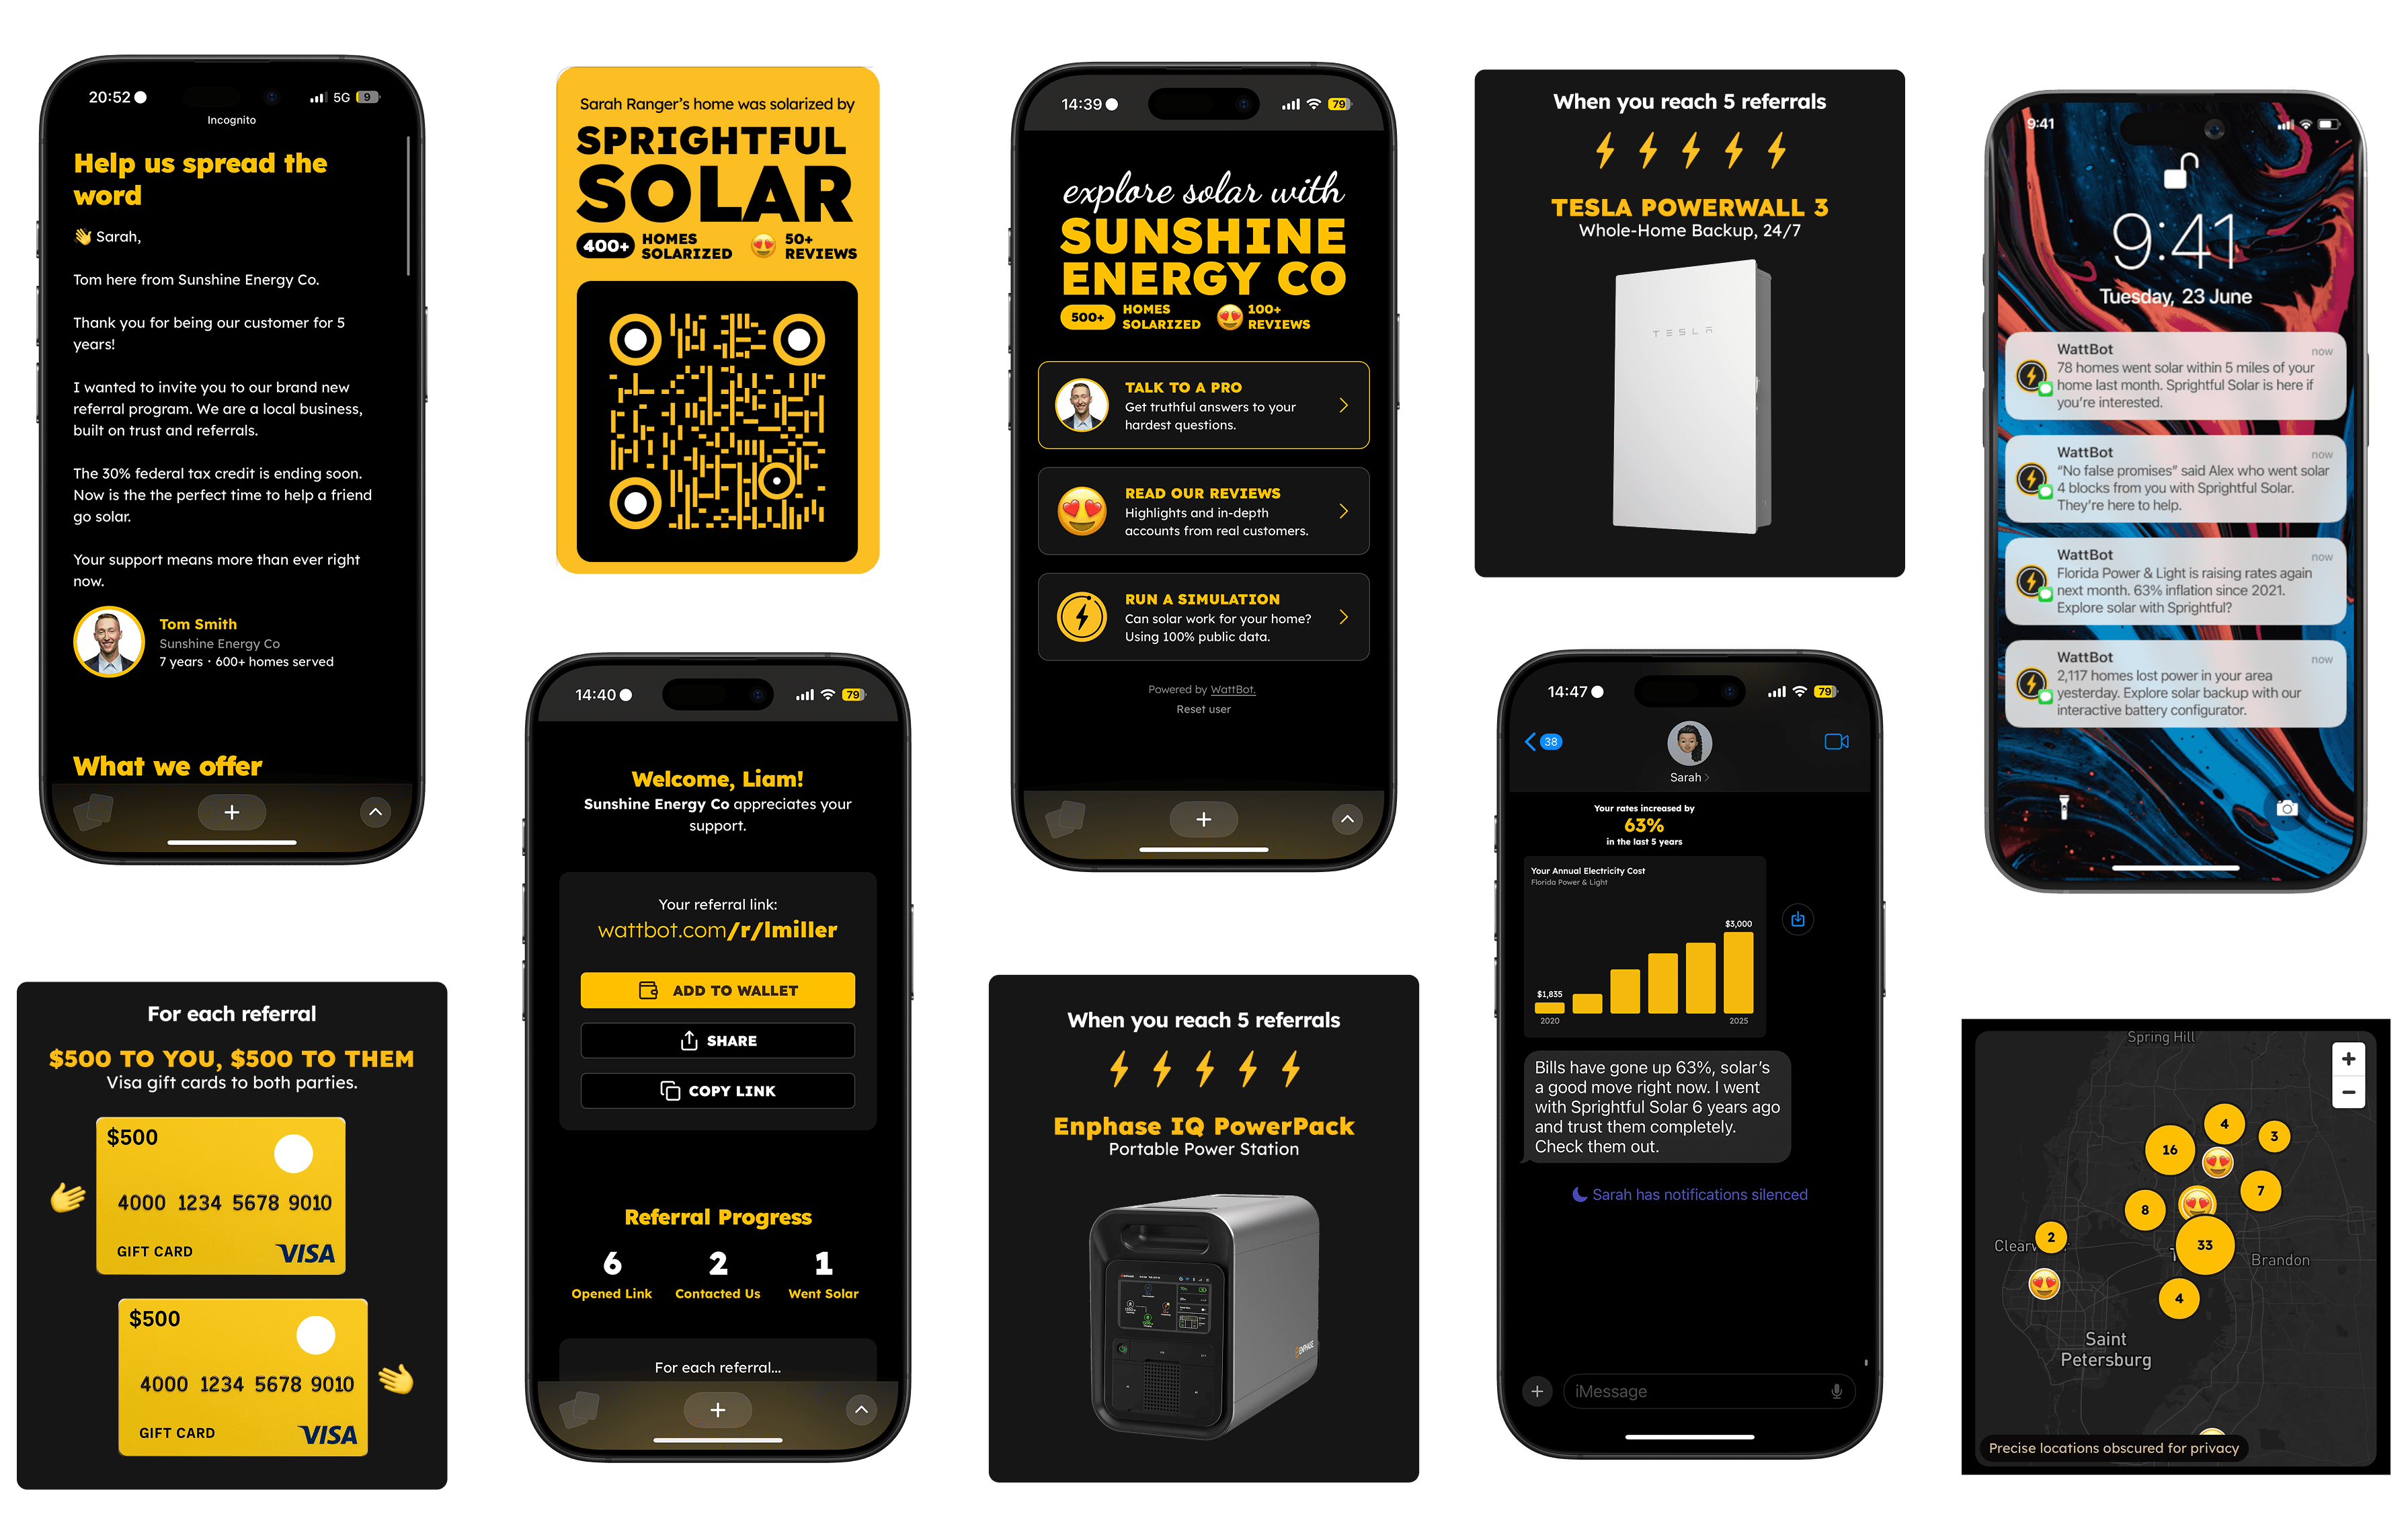 20:52
5G
9
Incognito
Help us spread the
word
👋 Sarah,
Tom here from Sunshine Energy Co.
Thank you for being our customer for 5
years!
I wanted to invite you to our brand new
referral program. We are a local business,
built on trust and referrals.
The 30% federal tax credit is ending soon.
Now is the the perfect time to help a friend
go solar.
Your support means more than ever right
now.
Tom Smith
Sunshine Energy Co
7 years · 600+ homes served
What we offer
For each referral
$500 TO YOU, $500 TO THEM
Visa gift cards to both parties.
$500
4000 1234 5678 9010
GIFT CARD
VISA
$500
4000 1234 5678 9010
GIFT CARD
VISA
Sarah Ranger's home was solarized by
SPRIGHTFUL
SOLAR
400+
HOMES
SOLARIZED
50+
REVIEWS
14:40
79
Welcome, Liam!
Sunshine Energy Co appreciates your
support.
Your referral link:
wattbot.com/r/lmiller
ADD TO WALLET
SHARE
COPY LINK
Referral Progress
6
Opened Link
2
Contacted Us
1
Went Solar
For each referral...
14:39
79
explore solar with
SUNSHINE
ENERGY CO
500+
HOMES
SOLARIZED
100+
REVIEWS
TALK TO A PRO
Get truthful answers to your
hardest questions.
READ OUR REVIEWS
Highlights and in-depth
accounts from real customers.
RUN A SIMULATION
Can solar work for your home?
Using 100% public data.
Powered by WattBot.
Reset user
When you reach 5 referrals
Enphase IQ PowerPack
Portable Power Station
ENPHASE
When you reach 5 referrals
TESLA POWERWALL 3
Whole-Home Backup, 24/7
TESLA
14:47
79
38
Sarah
Your rates increased by
63%
in the last 5 years
Your Annual Electricity Cost
Florida Power & Light
$3,000
$1,835
2020
2025
Bills have gone up 63%, solar's
a good move right now. I went
with Sprightful Solar 6 years ago
and trust them completely.
Check them out.
Sarah has notifications silenced
iMessage
9:41
9:41
Tuesday, 23 June
WattBot
now
78 homes went solar within 5 miles of your
home last month. Sprightful Solar is here if
you're interested.
WattBot
now
“No false promises” said Alex who went solar
4 blocks from you with Sprightful Solar.
They're here to help.
WattBot
now
Florida Power & Light is raising rates again
next month. 63% inflation since 2021.
Explore solar with Sprightful?
WattBot
now
2,117 homes lost power in your area
yesterday. Explore solar backup with our
interactive battery configurator.
Spring Hill
4
3
16
7
8
2
33
Brandon
4
Saint
Petersburg
Precise locations obscured for privacy